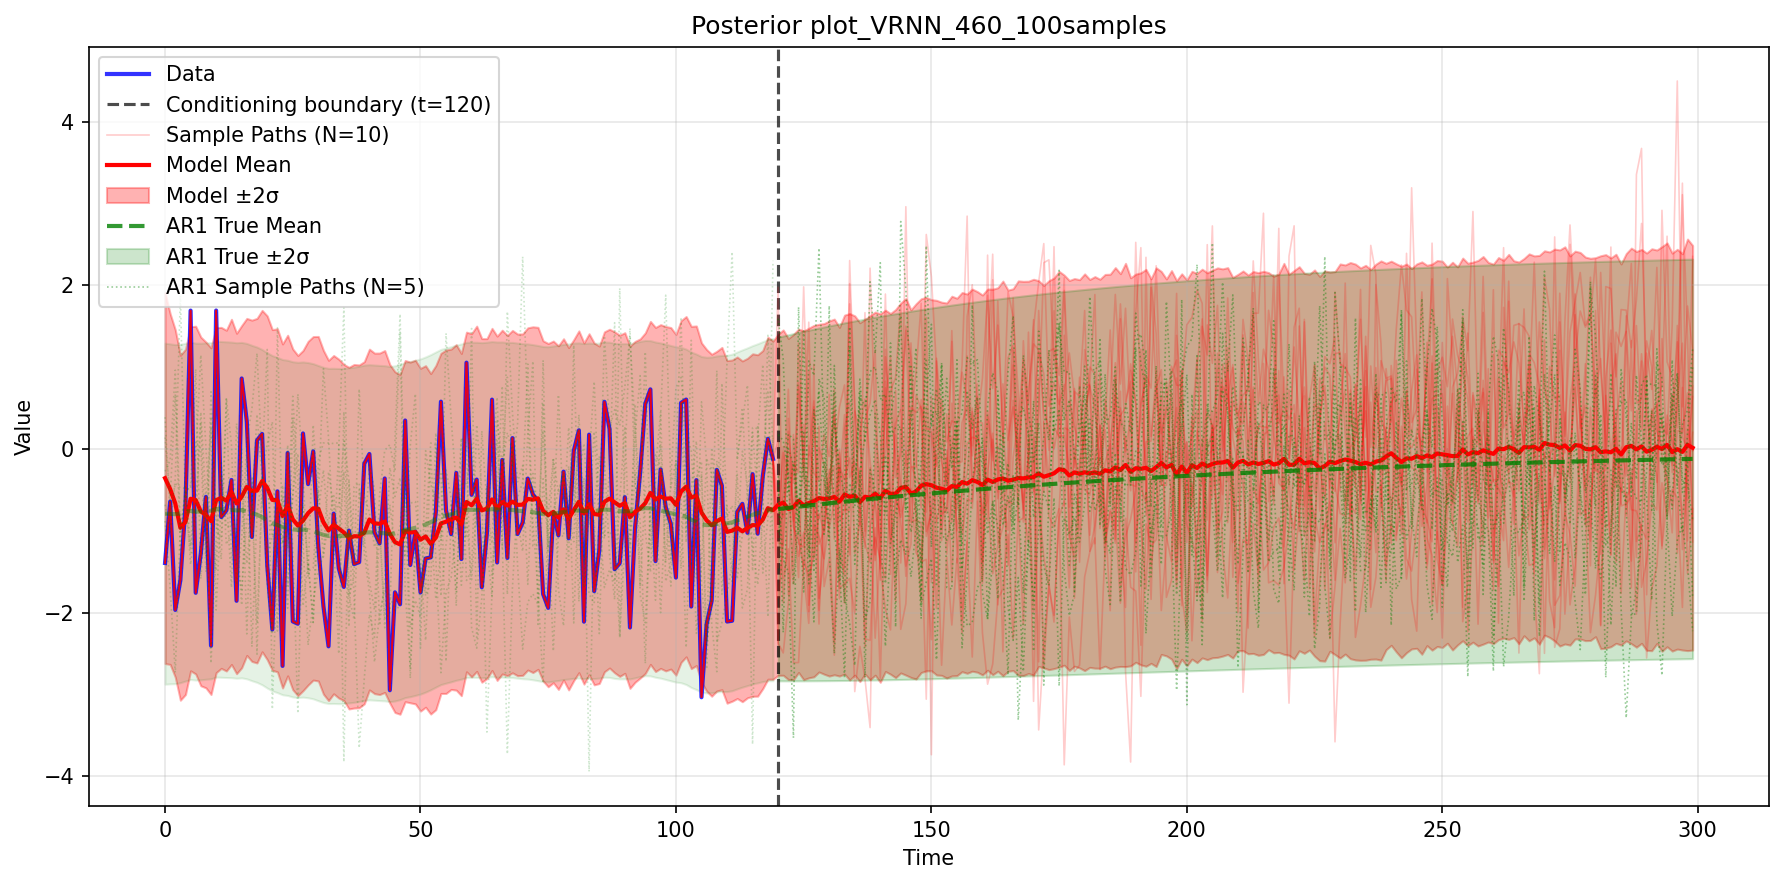 Posterior plot_VRNN_460_100samples
Data
Conditioning boundary (t=120)
Sample Paths (N=10)
Model Mean
Model ±2σ
AR1 True Mean
AR1 True ±2σ
AR1 Sample Paths (N=5)
Value
4
2
0
−2
−4
0 50 100 150 200 250 300
Time